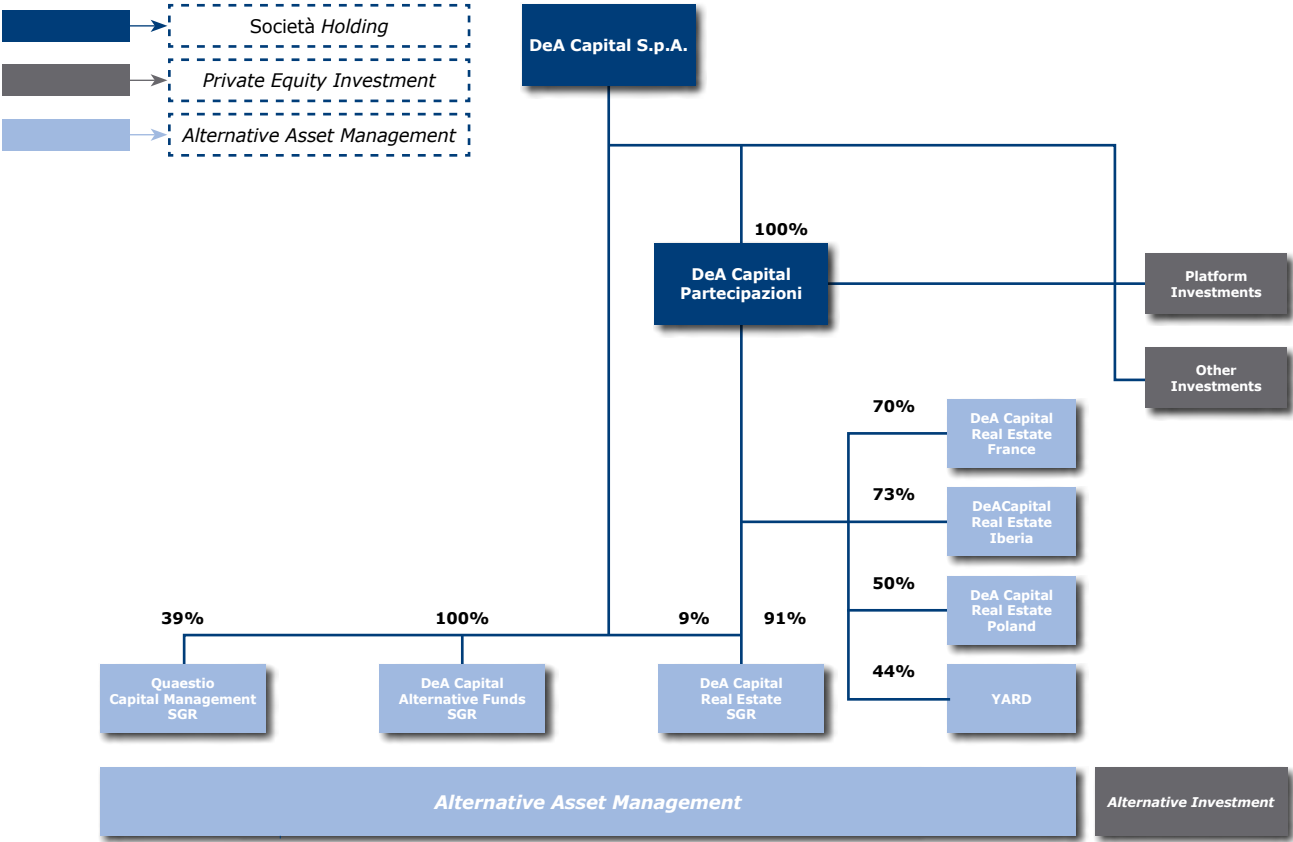 Società Holding
Private Equity Investment
Alternative Asset Management
DeA Capital S.p.A.
100%
DeA Capital
Partecipazioni
Platform
Investments
Other
Investments
70%
DeA Capital
Real Estate
France
73%
DeACapital
Real Estate
Iberia
50%
DeA Capital
Real Estate
Poland
44%
YARD
39%
100%
9%
91%
Quaestio
Capital Management
SGR
DeA Capital
Alternative Funds
SGR
DeA Capital
Real Estate
SGR
Alternative Asset Management
Alternative Investment